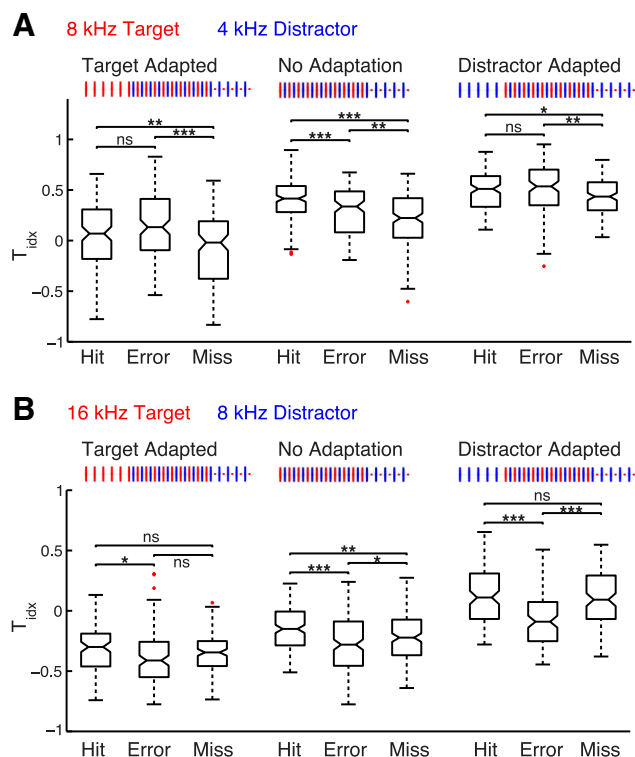 A
8 kHz Target 4 kHz Distractor
Target Adapted No Adaptation Distractor Adapted
T idx
1
0.5
0
−0.5
−1
** ns ***
*** *** **
* ns **
Hit Error Miss Hit Error Miss Hit Error Miss
B
16 kHz Target 8 kHz Distractor
Target Adapted No Adaptation Distractor Adapted
T idx
1
0.5
0
−0.5
−1
ns * ns
** *** *
ns *** ***
Hit Error Miss Hit Error Miss Hit Error Miss